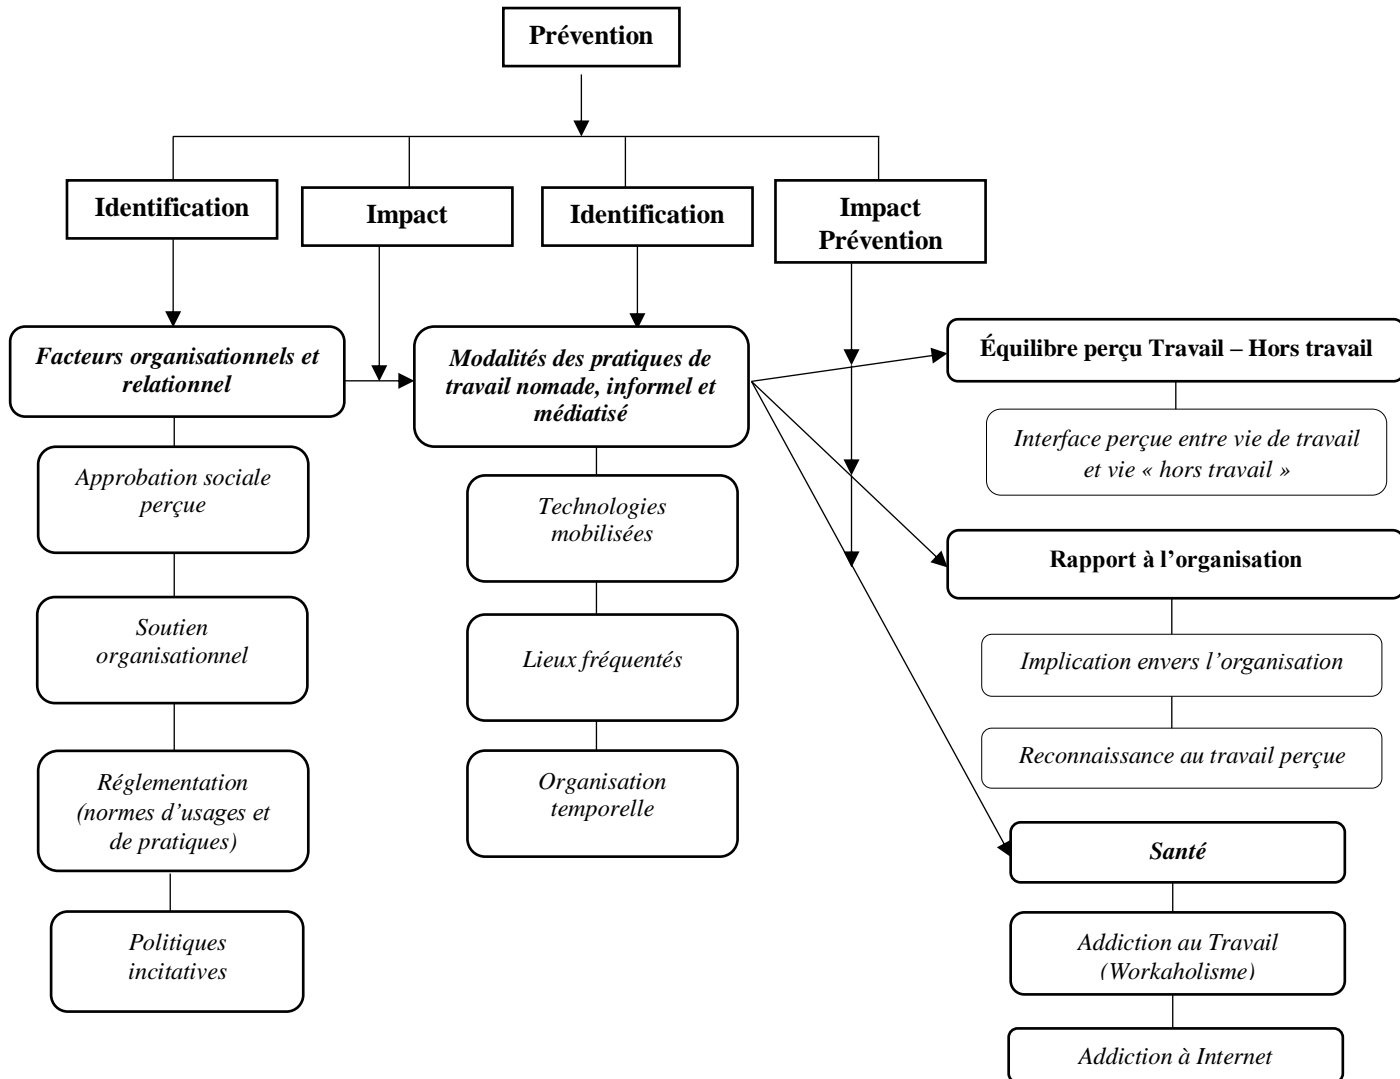 Prévention
Identification
Impact
Identification
Impact
Prévention
Facteurs organisationnels et
relationnel
Approbation sociale
perçue
Soutien
organisationnel
Réglementation
(normes d’usages et
de pratiques)
Politiques
incitatives
Modalités des pratiques de
travail nomade, informel et
médiatisé
Technologies
mobilisées
Lieux fréquentés
Organisation
temporelle
Équilibre perçu Travail – Hors travail
Interface perçue entre vie de travail
et vie « hors travail »
Rapport à l’organisation
Implication envers l’organisation
Reconnaissance au travail perçue
Santé
Addiction au Travail
(Workaholisme)
Addiction à Internet